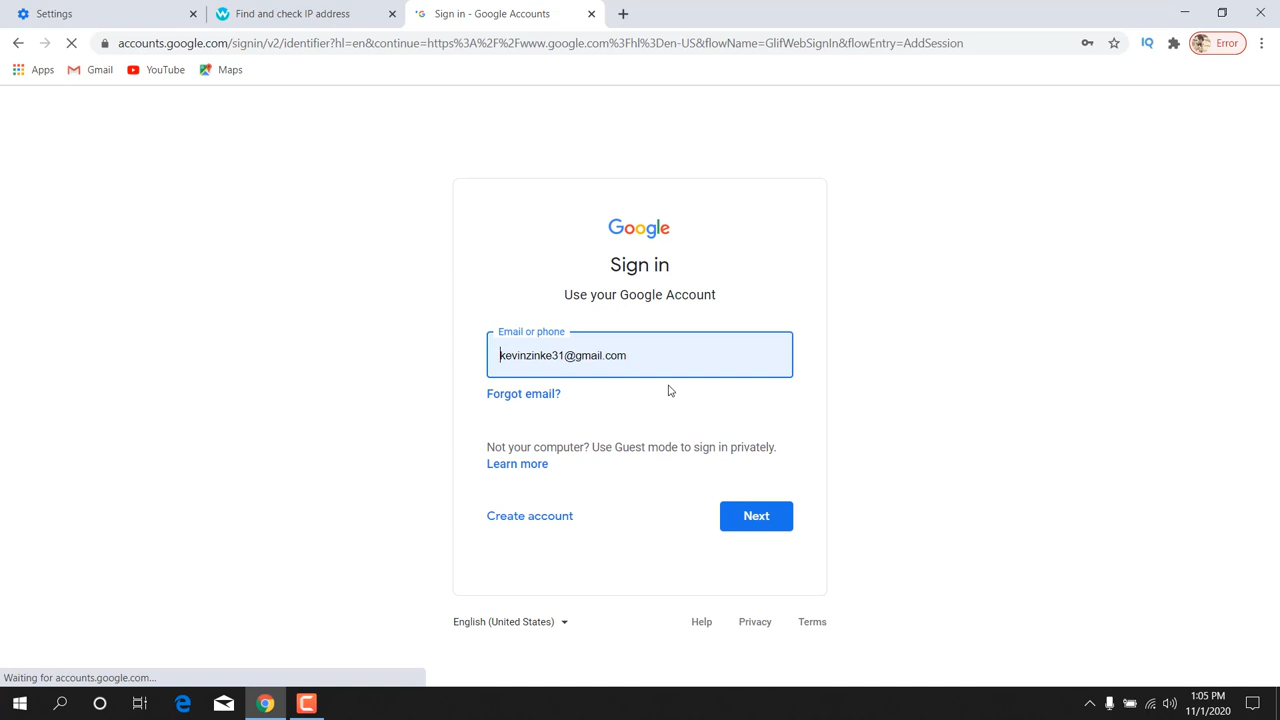 Settings
Find and check IP address
Sign in - Google Accounts
accounts.google.com/signin/v2/identifier?hl=en&continue=https%3A%2F%2Fwww.google.com%3Fhl%3Den-US&flowName=GlifWebSignIn&flowEntry=AddSession
IQ
Error
Apps
Gmail
YouTube
Maps
Google
Sign in
Use your Google Account
Email or phone
kevinzinke31@gmail.com
Forgot email?
Not your computer? Use Guest mode to sign in privately.
Learn more
Create account
Next
English (United States)
Help
Privacy
Terms
Waiting for accounts.google.com...
1:05 PM
11/1/2020